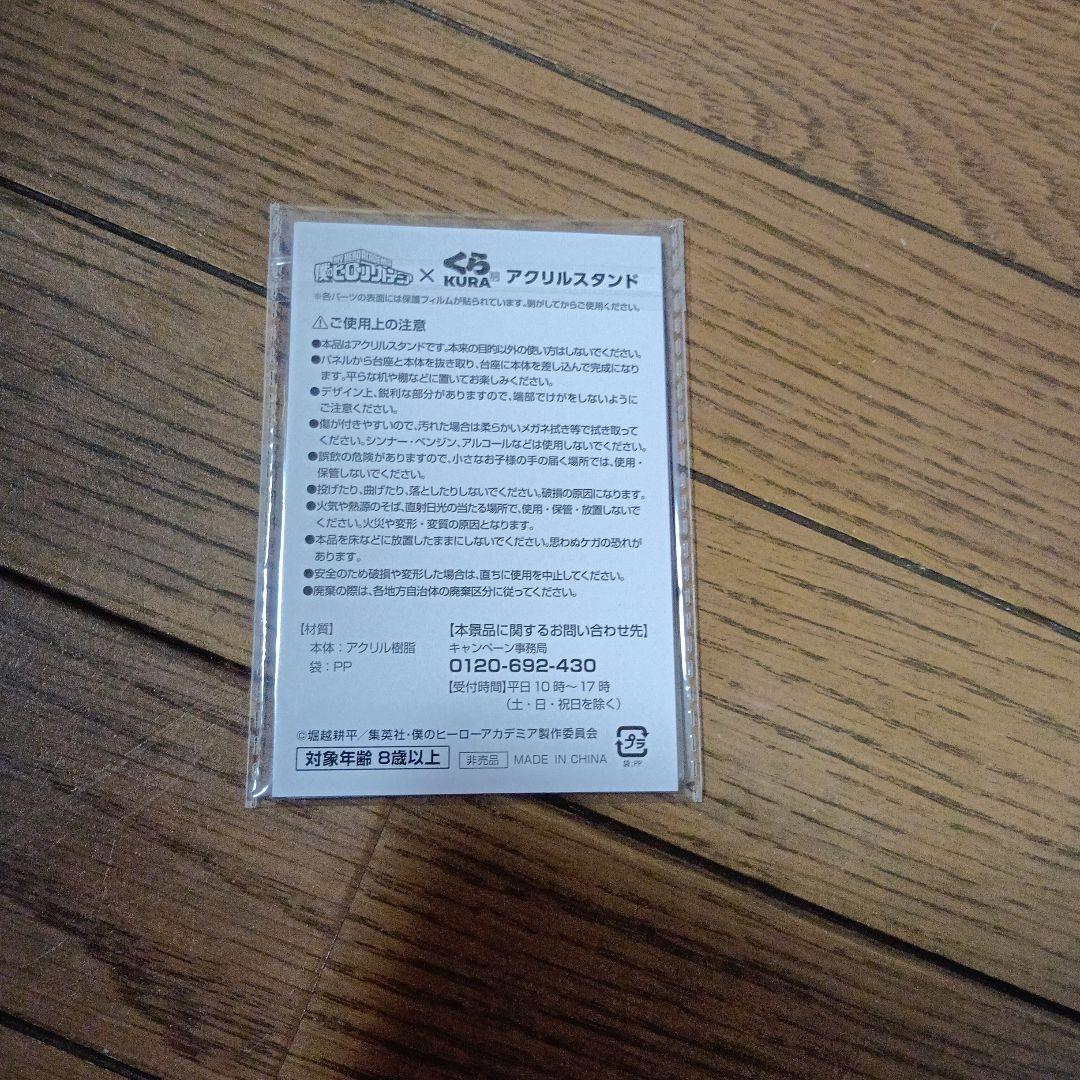 MY HERO ACADEMIA
僕のヒーローアカデミア × くら KURA アクリルスタンド
※各パーツの表面には保護フィルムが貼られています。剥がしてからご使用ください。
⚠ご使用上の注意
●本品はアクリルスタンドです。本来の目的以外の使い方はしないでください。
●パネルから台座と本体を抜き取り、台座に本体を差し込んで完成になり
ます。平らな机や棚などに置いてお楽しみください。
●デザイン上、鋭利な部分がありますので、端部でけがをしないように
ご注意ください。
●傷が付きやすいので、汚れた場合は柔らかいメガネ拭き等で拭き取って
ください。シンナー・ベンジン、アルコールなどは使用しないでください。
●誤飲の危険がありますので、小さなお子様の手の届く場所では、使用・
保管しないでください。
●投げたり、曲げたり、落としたりしないでください。破損の原因になります。
●火気や熱源のそば、直射日光の当たる場所で、使用・保管・放置しないで
ください。火災や変形・変質の原因となります。
●本品を床などに放置したままにしないでください。思わぬケガの恐れが
あります。
●安全のため破損や変形した場合は、直ちに使用を中止してください。
●廃棄の際は、各地方自治体の廃棄区分に従ってください。
【材質】
本体：アクリル樹脂
袋：PP
【本景品に関するお問い合わせ先】
キャンペーン事務局
0120-692-430
【受付時間】平日10時～17時
（土・日・祝日を除く）
©堀越耕平／集英社・僕のヒーローアカデミア製作委員会
対象年齢 8歳以上 非売品 MADE IN CHINA
プラ
袋:PP